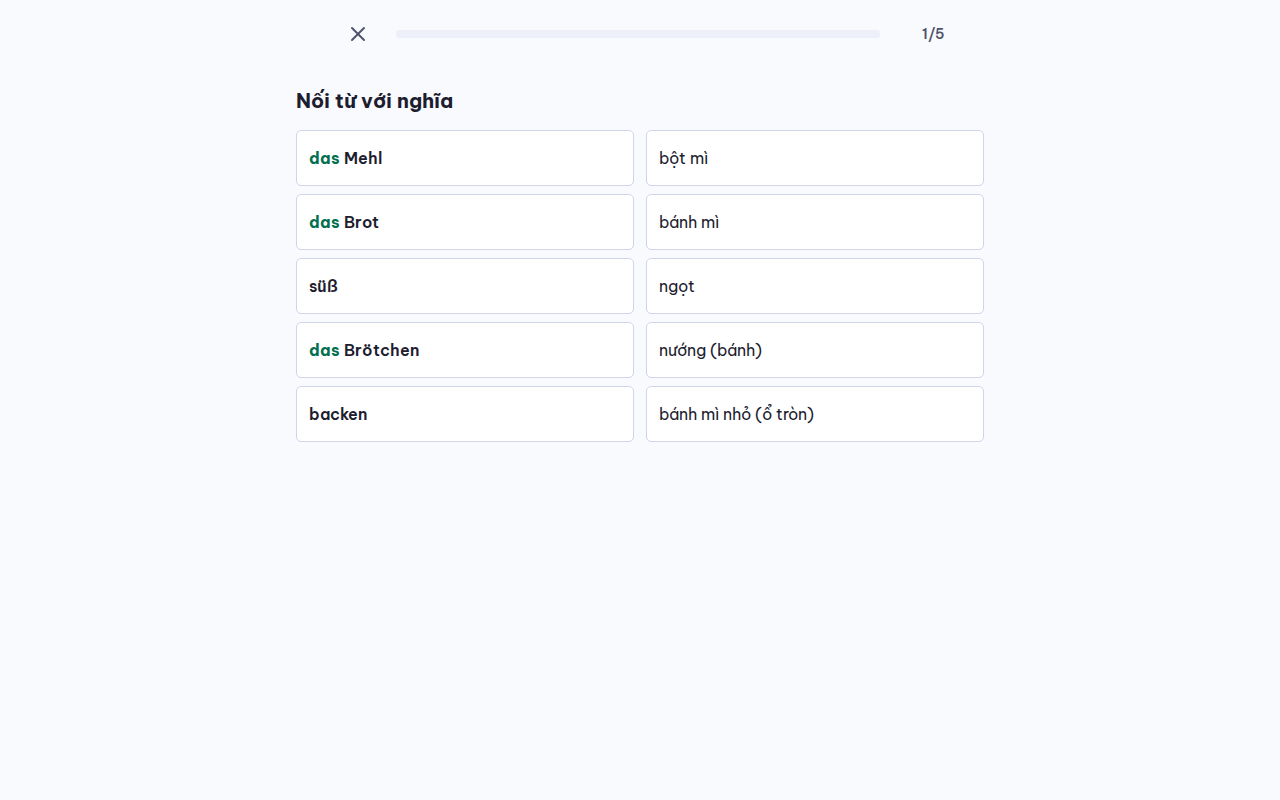 1/5
Nối từ với nghĩa
das Mehl
bột mì
das Brot
bánh mì
süß
ngọt
das Brötchen
nướng (bánh)
backen
bánh mì nhỏ (ổ tròn)